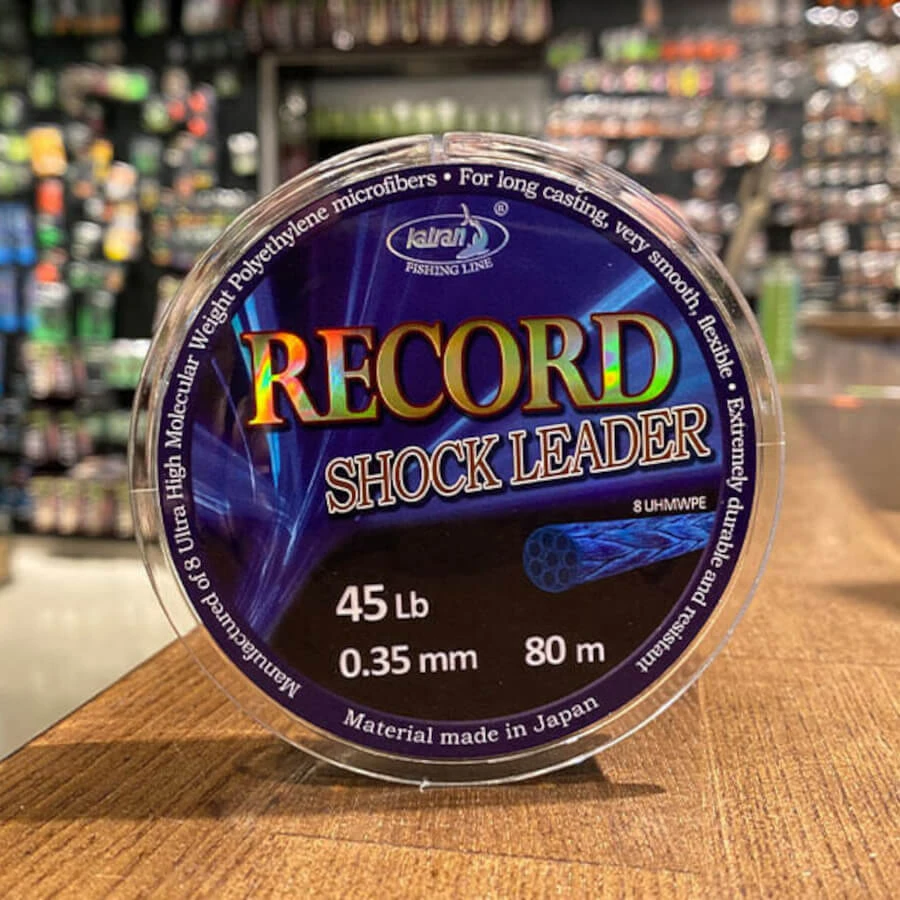 Manufactured of 8 Ultra High Molecular Weight Polyethylene microfibers • For long casting, very smooth, flexible • Extremely durable and resistant
katran ®
FISHING LINE
RECORD
SHOCK LEADER
8 UHMWPE
45 Lb
0.35 mm 80 m
Material made in Japan